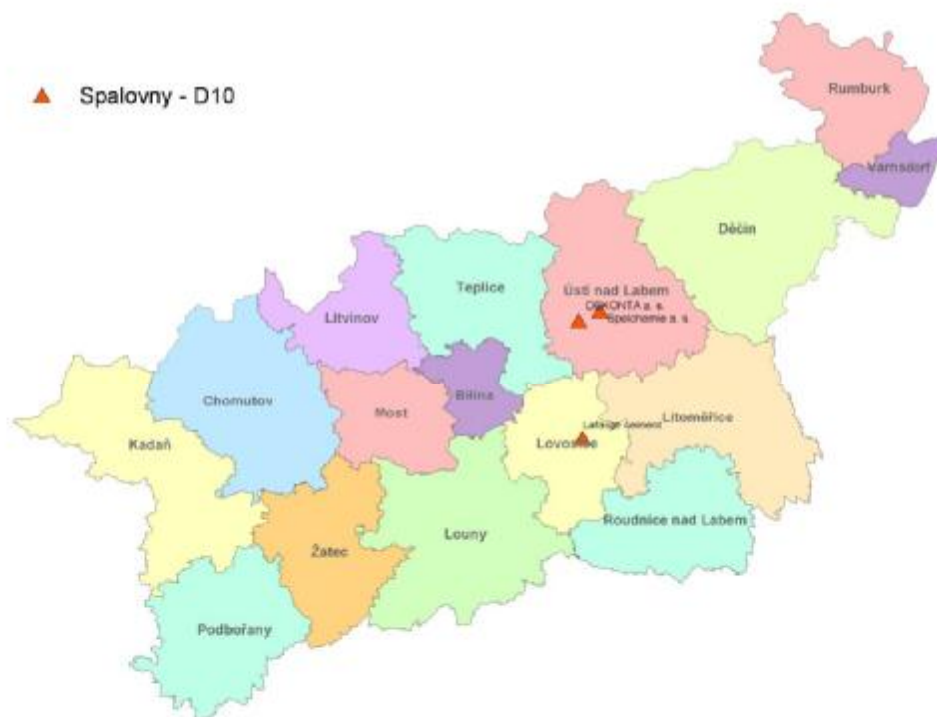 Spalovny - D10
Rumburk
Varnsdorf
Děčín
Ústí nad Labem
Teplice
Litvínov
Spolchemie a. s.
Bílina
Chomutov
Most
Litoměřice
Kadaň
Lovosice
Roudnice nad Labem
Louny
Žatec
Podbořany